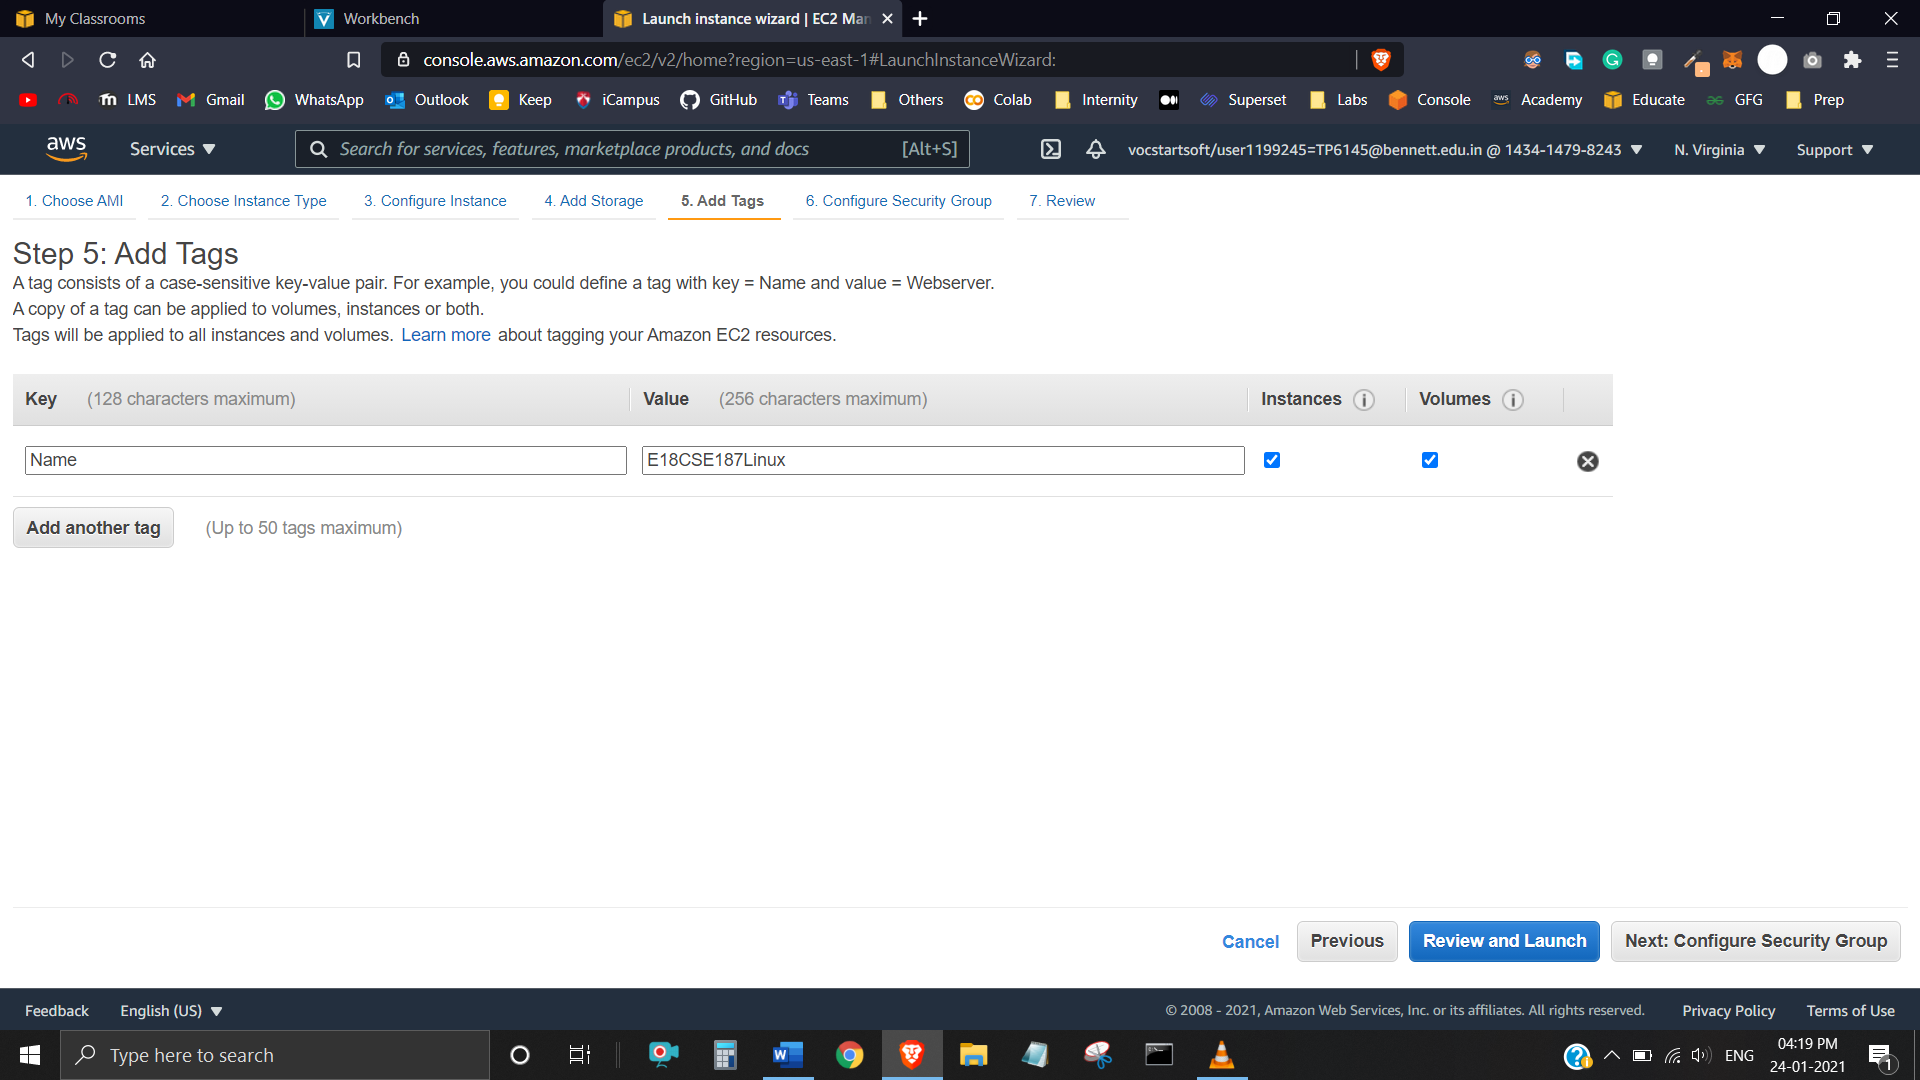 My Classrooms
Workbench
Launch instance wizard | EC2 Man
console.aws.amazon.com/ec2/v2/home?region=us-east-1#LaunchInstanceWizard:
LMS Gmail WhatsApp Outlook Keep iCampus GitHub Teams Others Colab Internity Superset Labs Console aws Academy Educate GFG Prep
aws Services Search for services, features, marketplace products, and docs [Alt+S] vocstartsoft/user1199245=TP6145@bennett.edu.in @ 1434-1479-8243 N. Virginia Support
1. Choose AMI 2. Choose Instance Type 3. Configure Instance 4. Add Storage 5. Add Tags 6. Configure Security Group 7. Review
Step 5: Add Tags
A tag consists of a case-sensitive key-value pair. For example, you could define a tag with key = Name and value = Webserver.
A copy of a tag can be applied to volumes, instances or both.
Tags will be applied to all instances and volumes. Learn more about tagging your Amazon EC2 resources.
Key (128 characters maximum) Value (256 characters maximum) Instances i Volumes i
Name E18CSE187Linux
Add another tag (Up to 50 tags maximum)
Cancel Previous Review and Launch Next: Configure Security Group
Feedback English (US) © 2008 - 2021, Amazon Web Services, Inc. or its affiliates. All rights reserved. Privacy Policy Terms of Use
Type here to search ENG 04:19 PM
24-01-2021 1